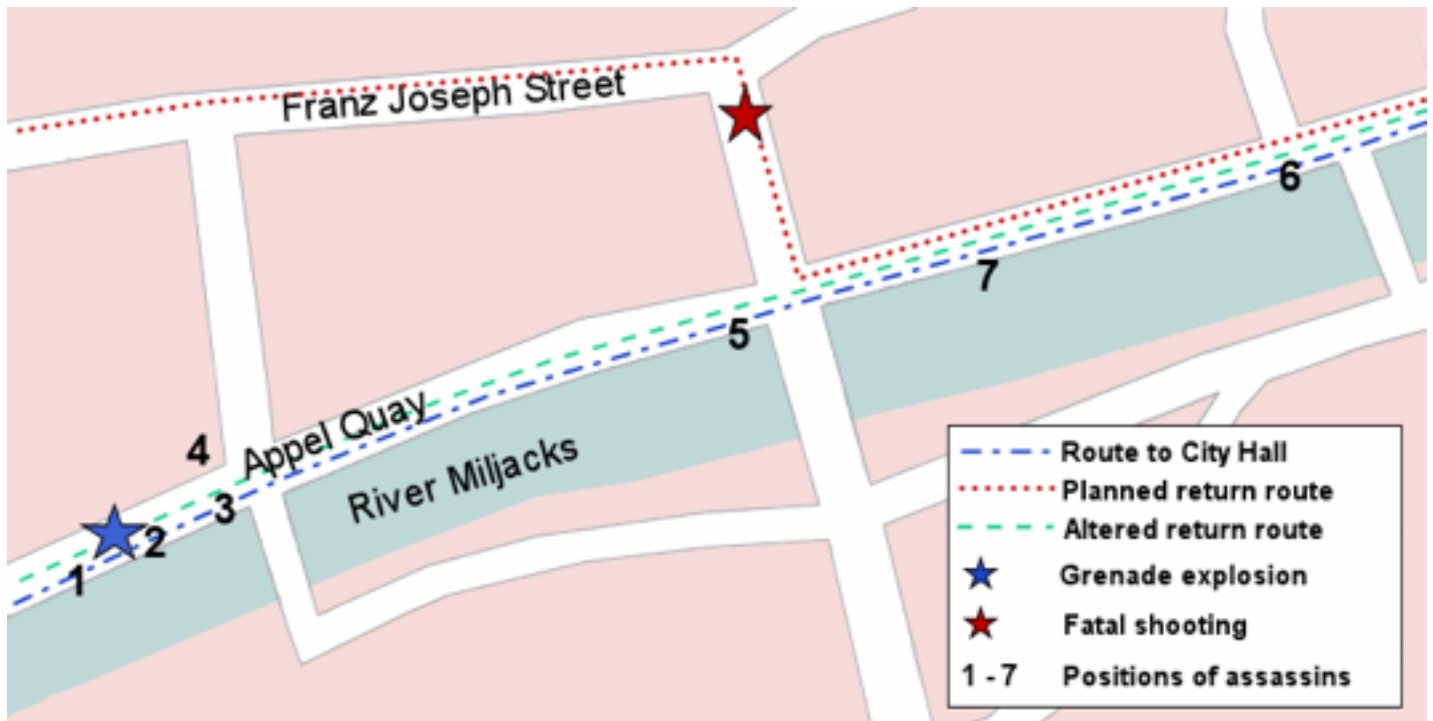 Franz Joseph Street
6
7
5
Appel Quay
4
River Miljacks
3
2
1
Route to City Hall
Planned return route
Altered return route
Grenade explosion
Fatal shooting
1 - 7 Positions of assassins